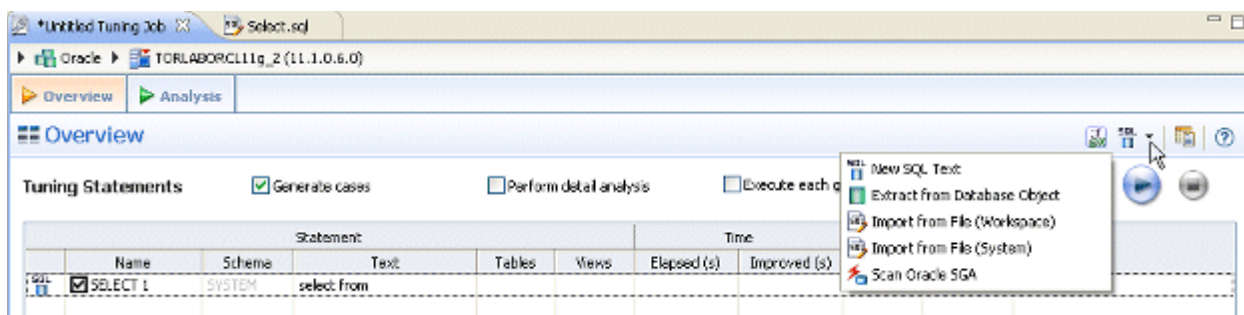 *Untitled Tuning Job Select.sql
Oracle TORLABORCL11g_2 (11.1.0.6.0)
Overview Analysis
Overview
SQL
Tuning Statements Generate cases Perform detail analysis Execute each
New SQL Text
Extract from Database Object
Import from File (Workspace)
Import from File (System)
Scan Oracle SGA
Statement Time
Name Schema Text Tables Views Elapsed (s) Improved (s)
SQL SELECT 1 SYSTEM select from